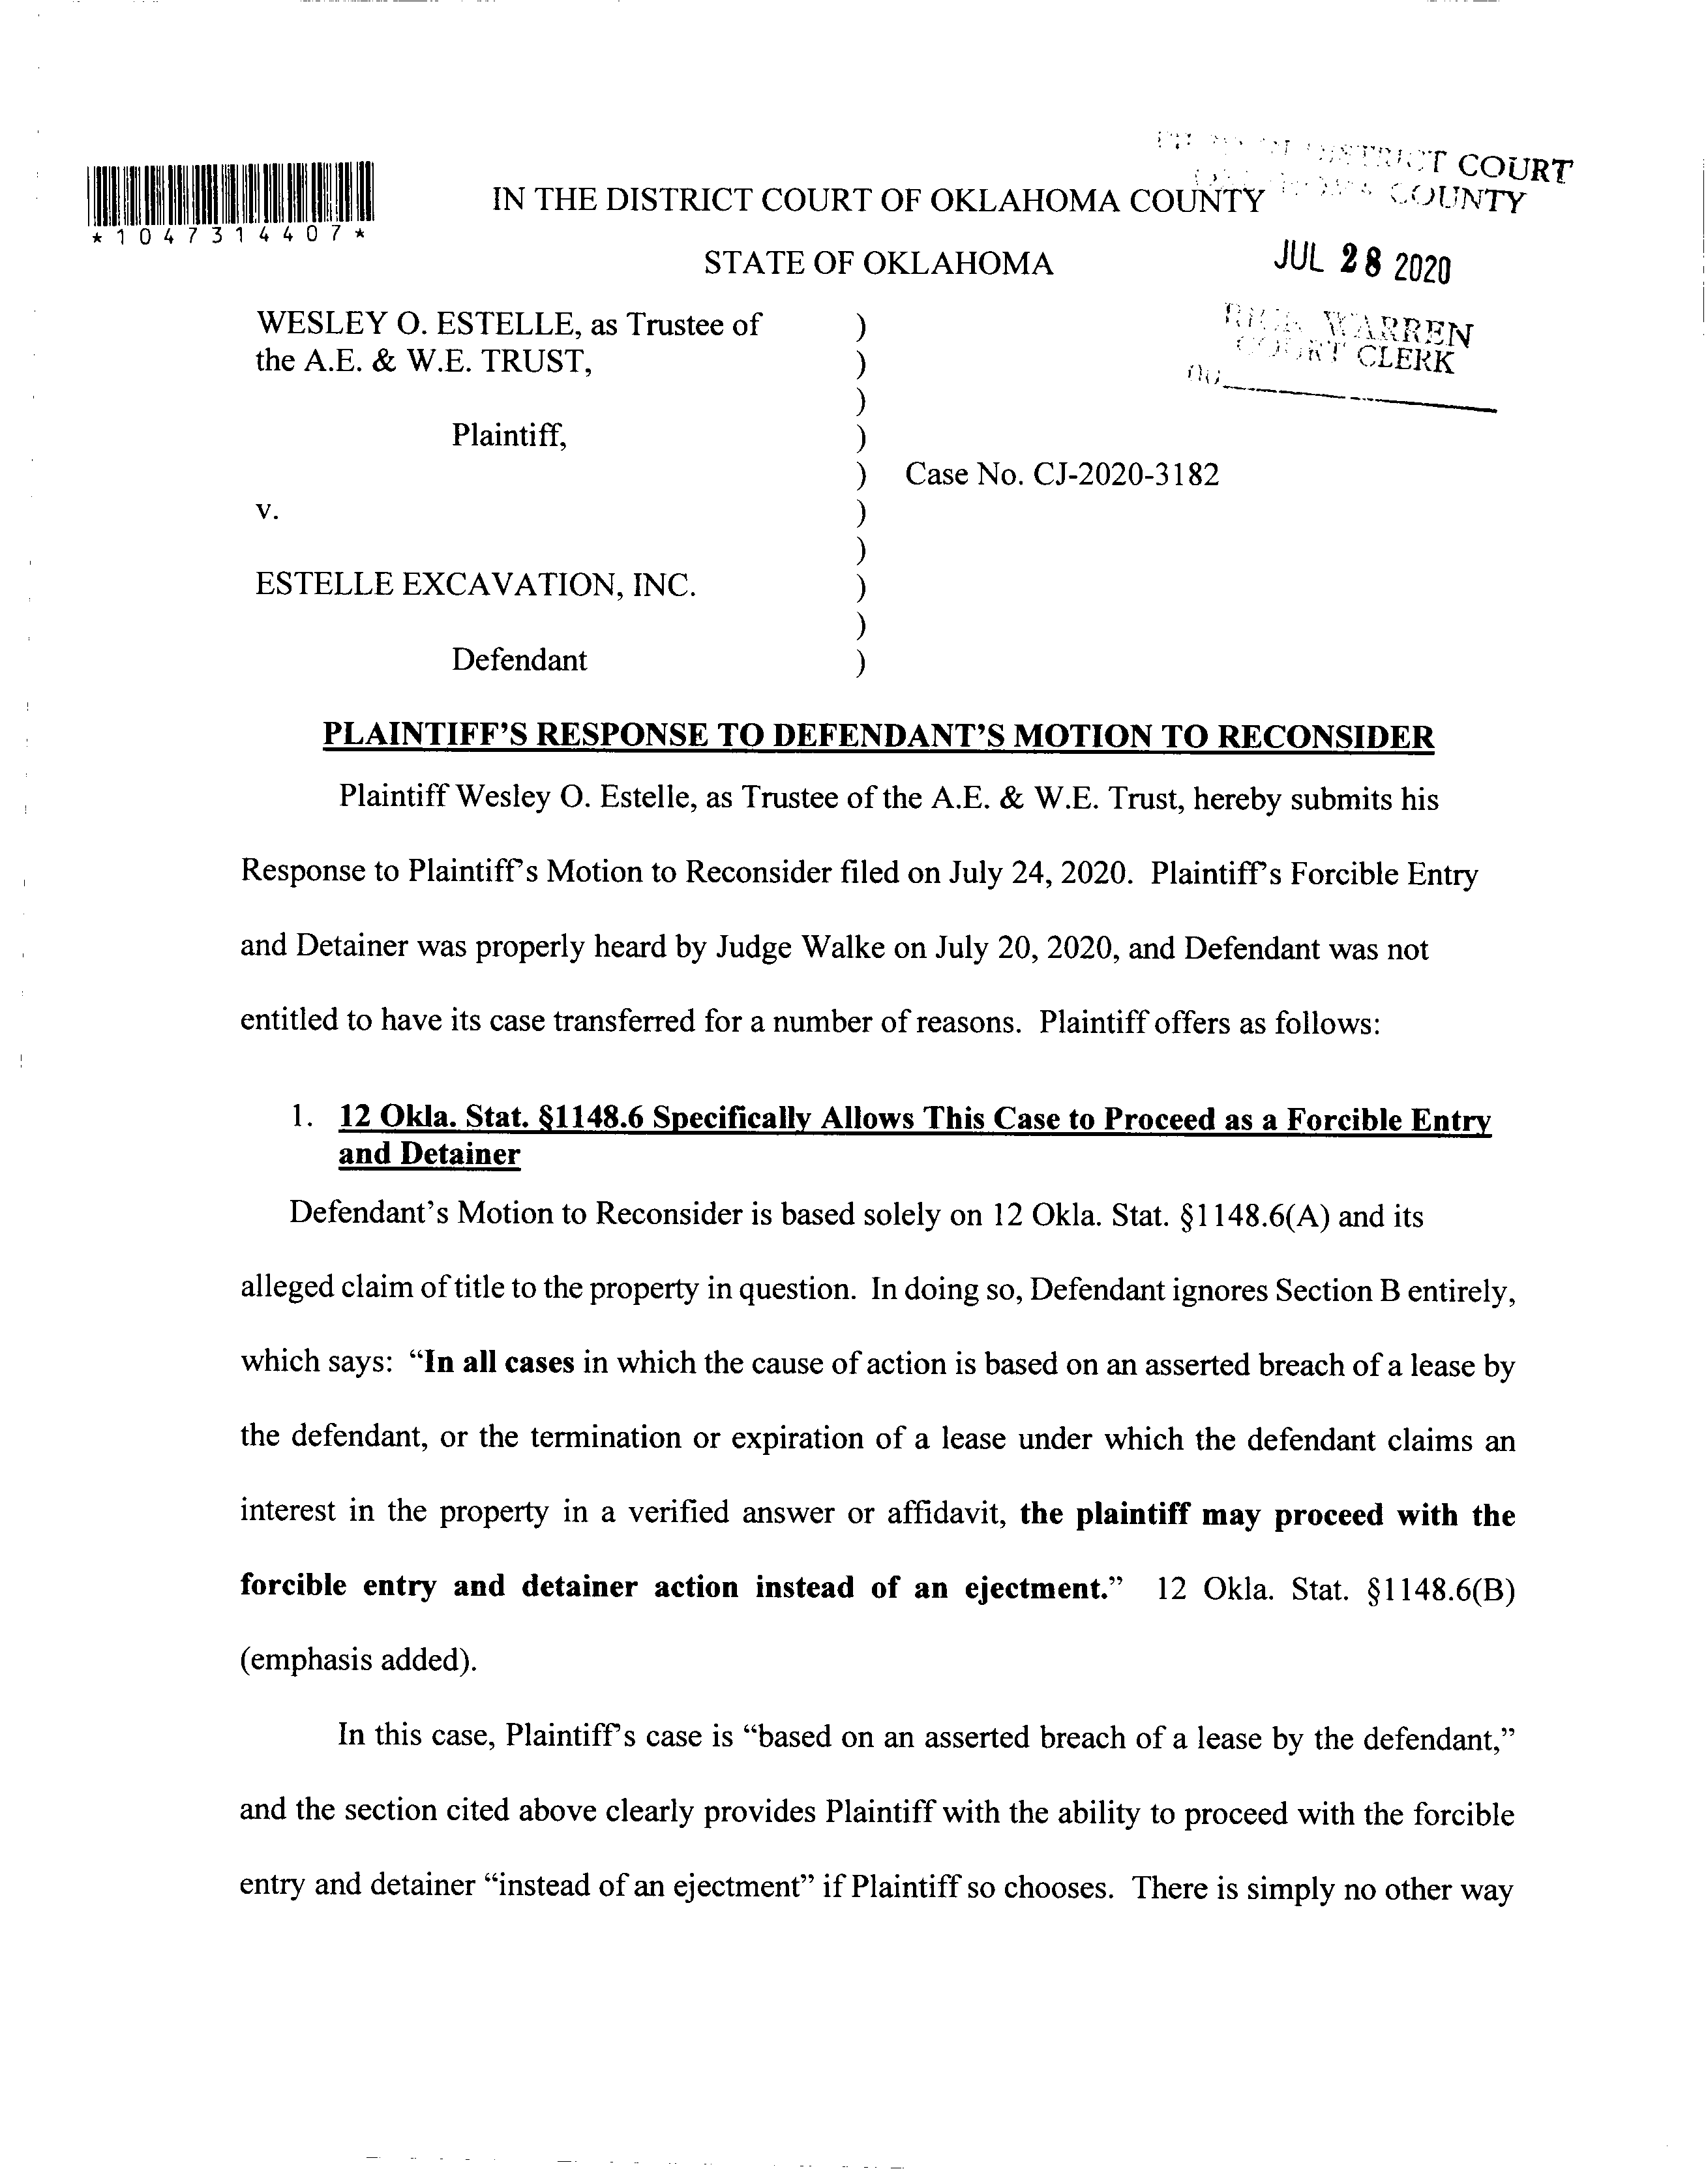 DISTRICT COURT
COUNTY
*1047314407*
IN THE DISTRICT COURT OF OKLAHOMA COUNTY
STATE OF OKLAHOMA
JUL 28 2020
RICK WARREN
COURT CLERK
WESLEY O. ESTELLE, as Trustee of )
the A.E. & W.E. TRUST, )
)
Plaintiff, )
) Case No. CJ-2020-3182
v. )
)
ESTELLE EXCAVATION, INC. )
)
Defendant )
PLAINTIFF'S RESPONSE TO DEFENDANT'S MOTION TO RECONSIDER
Plaintiff Wesley O. Estelle, as Trustee of the A.E. & W.E. Trust, hereby submits his
Response to Plaintiff's Motion to Reconsider filed on July 24, 2020. Plaintiff's Forcible Entry
and Detainer was properly heard by Judge Walke on July 20, 2020, and Defendant was not
entitled to have its case transferred for a number of reasons. Plaintiff offers as follows:
1. 12 Okla. Stat. §1148.6 Specifically Allows This Case to Proceed as a Forcible Entry
and Detainer
Defendant's Motion to Reconsider is based solely on 12 Okla. Stat. §1148.6(A) and its
alleged claim of title to the property in question. In doing so, Defendant ignores Section B entirely,
which says: “In all cases in which the cause of action is based on an asserted breach of a lease by
the defendant, or the termination or expiration of a lease under which the defendant claims an
interest in the property in a verified answer or affidavit, the plaintiff may proceed with the
forcible entry and detainer action instead of an ejectment.” 12 Okla. Stat. §1148.6(B)
(emphasis added).
In this case, Plaintiff's case is “based on an asserted breach of a lease by the defendant,”
and the section cited above clearly provides Plaintiff with the ability to proceed with the forcible
entry and detainer “instead of an ejectment” if Plaintiff so chooses. There is simply no other way